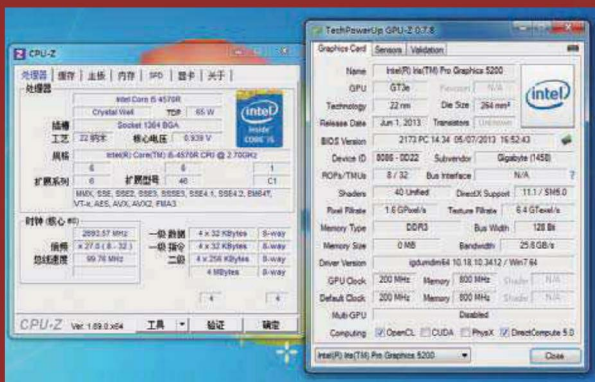 CPU-Z
处理器 | 缓存 | 主板 | 内存 | SPD | 显卡 | 关于
处理器
Intel Core i5 4570R
Crystal Well TDP 65 W
插槽 Socket 1364 BGA
工艺 22 纳米 核心电压 0.939 V
规格 Intel(R) Core(TM) i5-4570R CPU @ 2.70GHz
6 6 1
扩展系列 6 扩展型号 46 C1
MMX, SSE, SSE2, SSE3, SSSE3, SSE4.1, SSE4.2, EM64T,
VT-x, AES, AVX, AVX2, FMA3
intel
inside
CORE i5
时钟 (核心 #0)
2693.57 MHz 一级 数据 4 x 32 KBytes 8-way
倍频 x 27.0 ( 8 - 32 ) 一级 指令 4 x 32 KBytes 8-way
总线速度 99.76 MHz 二级 4 x 256 KBytes 8-way
4 MBytes
4 4
CPU-Z Ver. 1.69.0.x64 工具 验证 确定
TechPowerUp GPU-Z 0.7.8
Graphics Card Sensors Validation
Name Intel(R) Iris(TM) Pro Graphics 5200
GPU GT3e Revision N/A
intel
Technology 22 nm Die Size 264 mm²
Release Date Jun 1, 2013 Transistors Unknown
BIOS Version 2173 PC 14.34 05/07/2013 16:52:43
Device ID 8086 - 0D22 Subvendor Gigabyte (1458)
ROPs/TMUs 8 / 32 Bus Interface N/A ?
Shaders 40 Unified DirectX Support 11.1 / SM5.0
Pixel Fillrate 1.6 GPixel/s Texture Fillrate 6.4 GTexel/s
Memory Type DDR3 Bus Width 128 Bit
Memory Size 0 MB Bandwidth 25.6 GB/s
Driver Version igdumdim64 10.18.10.3412 / Win7 64
GPU Clock 200 MHz Memory 800 MHz Shader N/A
Default Clock 200 MHz Memory 800 MHz Shader N/A
Multi-GPU Disabled
Computing OpenCL CUDA PhysX DirectCompute 5.0
Intel(R) Iris(TM) Pro Graphics 5200 Close